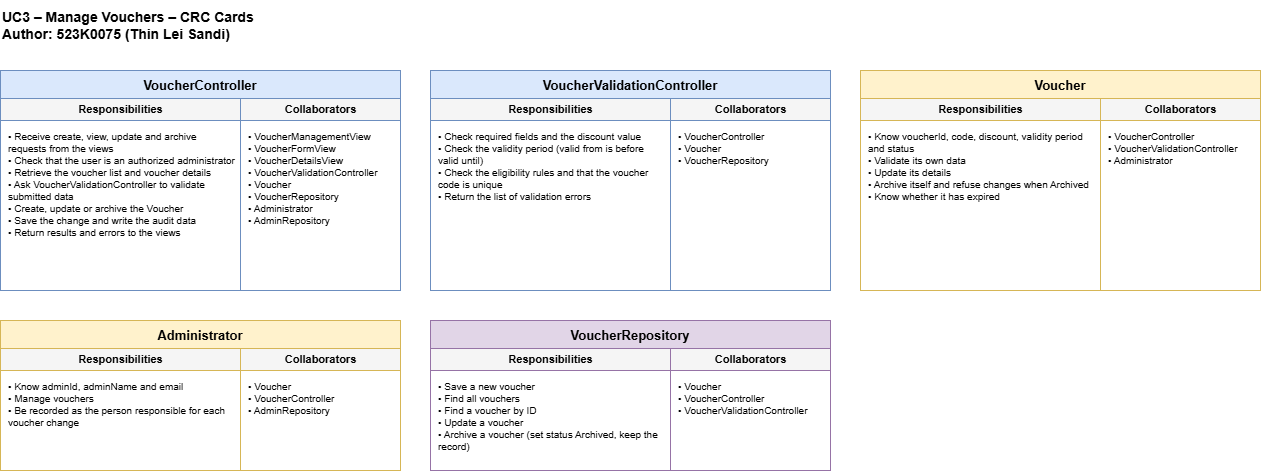 UC3 – Manage Vouchers – CRC Cards
Author: 523K0075 (Thin Lei Sandi)
VoucherController
Responsibilities
Collaborators
• Receive create, view, update and archive
requests from the views
• Check that the user is an authorized administrator
• Retrieve the voucher list and voucher details
• Ask VoucherValidationController to validate
submitted data
• Create, update or archive the Voucher
• Save the change and write the audit data
• Return results and errors to the views
• VoucherManagementView
• VoucherFormView
• VoucherDetailsView
• VoucherValidationController
• Voucher
• VoucherRepository
• Administrator
• AdminRepository
VoucherValidationController
Responsibilities
Collaborators
• Check required fields and the discount value
• Check the validity period (valid from is before
valid until)
• Check the eligibility rules and that the voucher
code is unique
• Return the list of validation errors
• VoucherController
• Voucher
• VoucherRepository
Voucher
Responsibilities
Collaborators
• Know voucherId, code, discount, validity period
and status
• Validate its own data
• Update its details
• Archive itself and refuse changes when Archived
• Know whether it has expired
• VoucherController
• VoucherValidationController
• Administrator
Administrator
Responsibilities
Collaborators
• Know adminId, adminName and email
• Manage vouchers
• Be recorded as the person responsible for each
voucher change
• Voucher
• VoucherController
• AdminRepository
VoucherRepository
Responsibilities
Collaborators
• Save a new voucher
• Find all vouchers
• Find a voucher by ID
• Update a voucher
• Archive a voucher (set status Archived, keep the
record)
• Voucher
• VoucherController
• VoucherValidationController